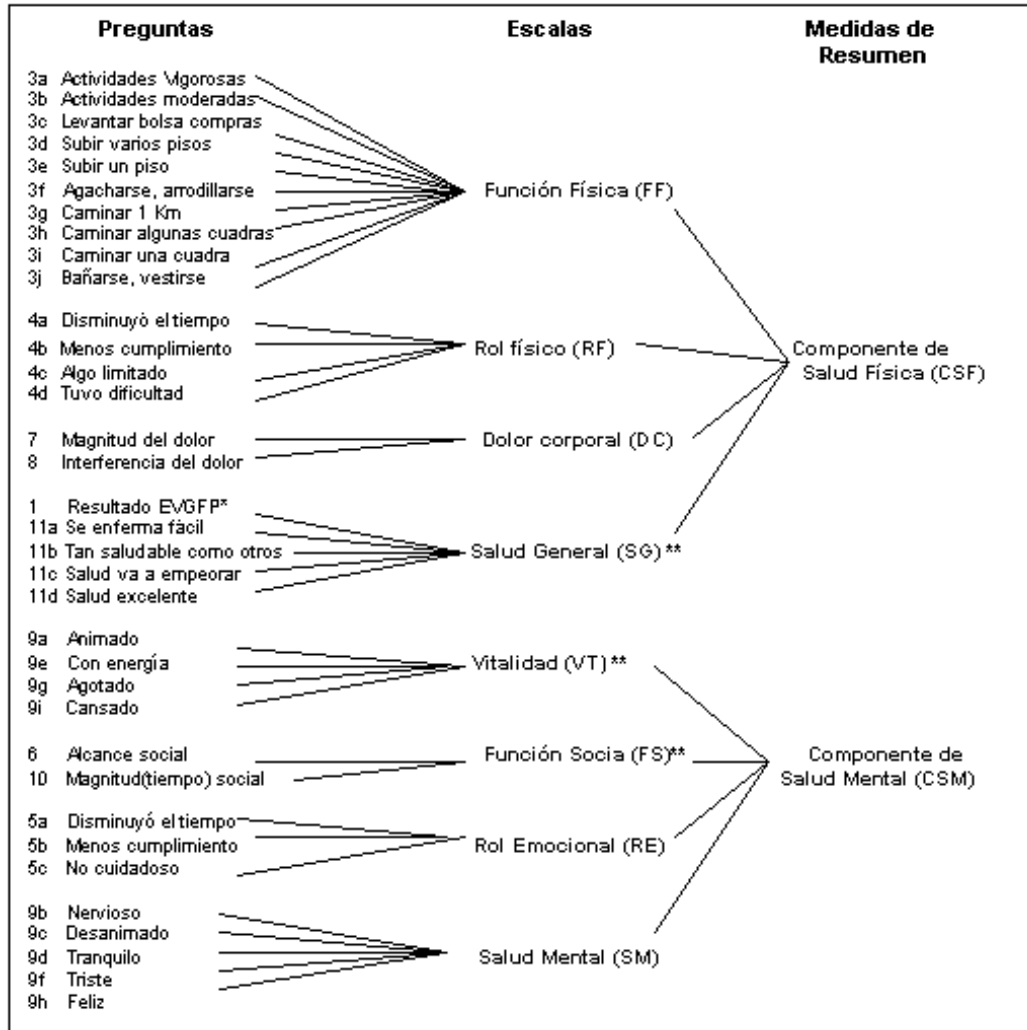 Preguntas
Escalas
Medidas de
Resumen
3a Actividades Vigorosas
3b Actividades moderadas
3c Levantar bolsa compras
3d Subir varios pisos
3e Subir un piso
3f Agacharse, arrodillarse
3g Caminar 1 Km
3h Caminar algunas cuadras
3i Caminar una cuadra
3j Bañarse, vestirse
Función Física (FF)
4a Disminuyó el tiempo
4b Menos cumplimiento
4c Algo limitado
4d Tuvo dificultad
Rol físico (RF)
Componente de
Salud Física (CSF)
7 Magnitud del dolor
8 Interferencia del dolor
Dolor corporal (DC)
1 Resultado EVGFP*
11a Se enferma fácil
11b Tan saludable como otros
11c Salud va a empeorar
11d Salud excelente
Salud General (SG) **
9a Animado
9e Con energía
9g Agotado
9i Cansado
Vitalidad (VT) **
6 Alcance social
10 Magnitud(tiempo) social
Función Socia (FS)**
Componente de
Salud Mental (CSM)
5a Disminuyó el tiempo
5b Menos cumplimiento
5c No cuidadoso
Rol Emocional (RE)
9b Nervioso
9c Desanimado
9d Tranquilo
9f Triste
9h Feliz
Salud Mental (SM)